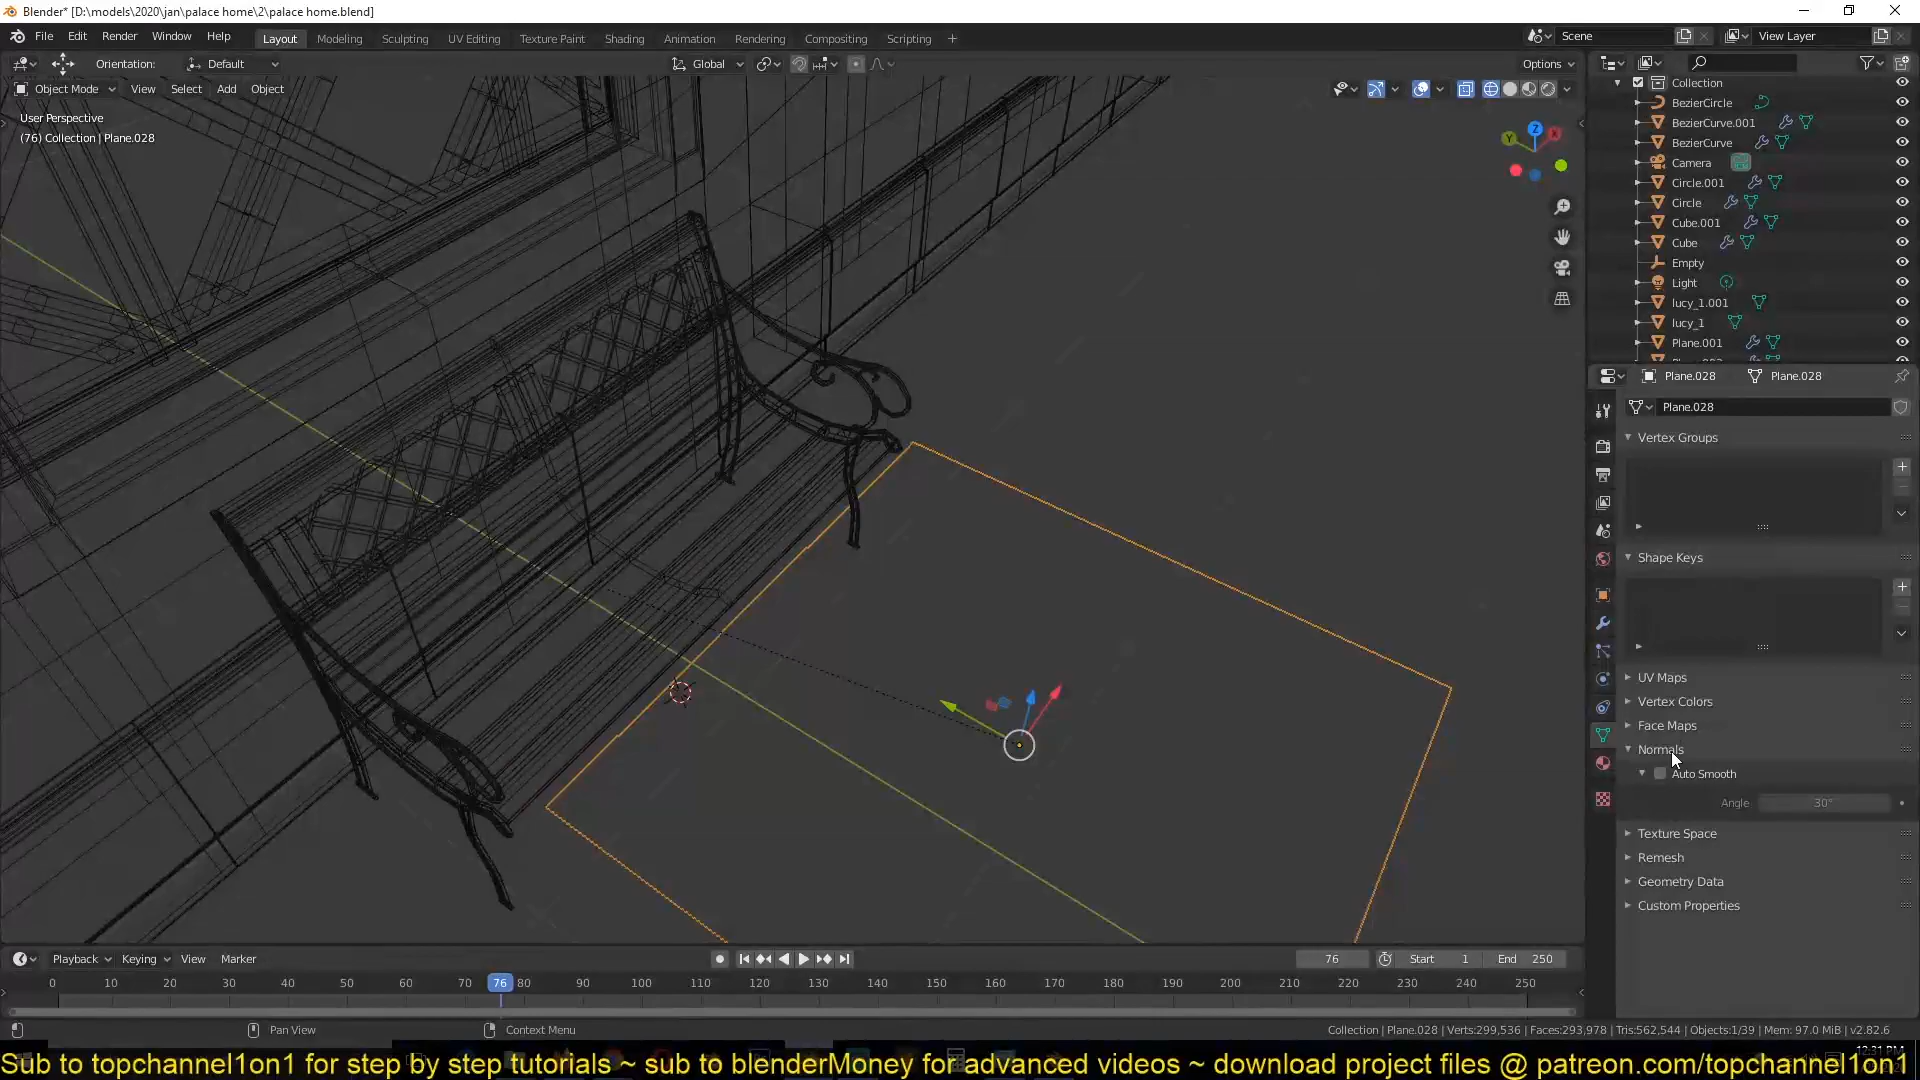 Blender* [D:\models\2020\jan\palace home\2\palace home.blend]
File Edit Render Window Help Layout Modeling Sculpting UV Editing Texture Paint Shading Animation Rendering Compositing Scripting + Scene View Layer
Orientation: Default Global Options
Object Mode View Select Add Object
User Perspective
(76) Collection | Plane.028
Z
X
Y
Collection
BezierCircle
BezierCurve.001
BezierCurve
Camera
Circle.001
Circle
Cube.001
Cube
Empty
Light
lucy_1.001
lucy_1
Plane.001
Plane.028 Plane.028
Plane.028
Vertex Groups
Shape Keys
UV Maps
Vertex Colors
Face Maps
Normals
Auto Smooth
Angle 30°
Texture Space
Remesh
Geometry Data
Custom Properties
Playback Keying View Marker 76 Start 1 End 250
0 10 20 30 40 50 60 70 76 80 90 100 110 120 130 140 150 160 170 180 190 200 210 220 230 240 250
Pan View Context Menu Collection | Plane.028 | Verts:299,536 | Faces:293,978 | Tris:562,544 | Objects:1/39 | Mem: 97.0 MiB | v2.82.6
12:31 PM
Sub to topchannel1on1 for step by step tutorials ~ sub to blenderMoney for advanced videos ~ download project files @ patreon.com/topchannel1on1